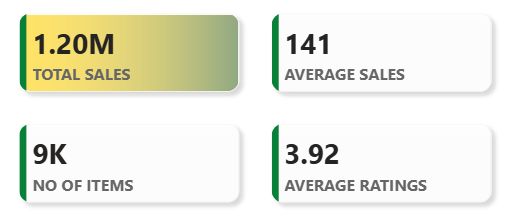 1.20M
TOTAL SALES
141
AVERAGE SALES
9K
NO OF ITEMS
3.92
AVERAGE RATINGS